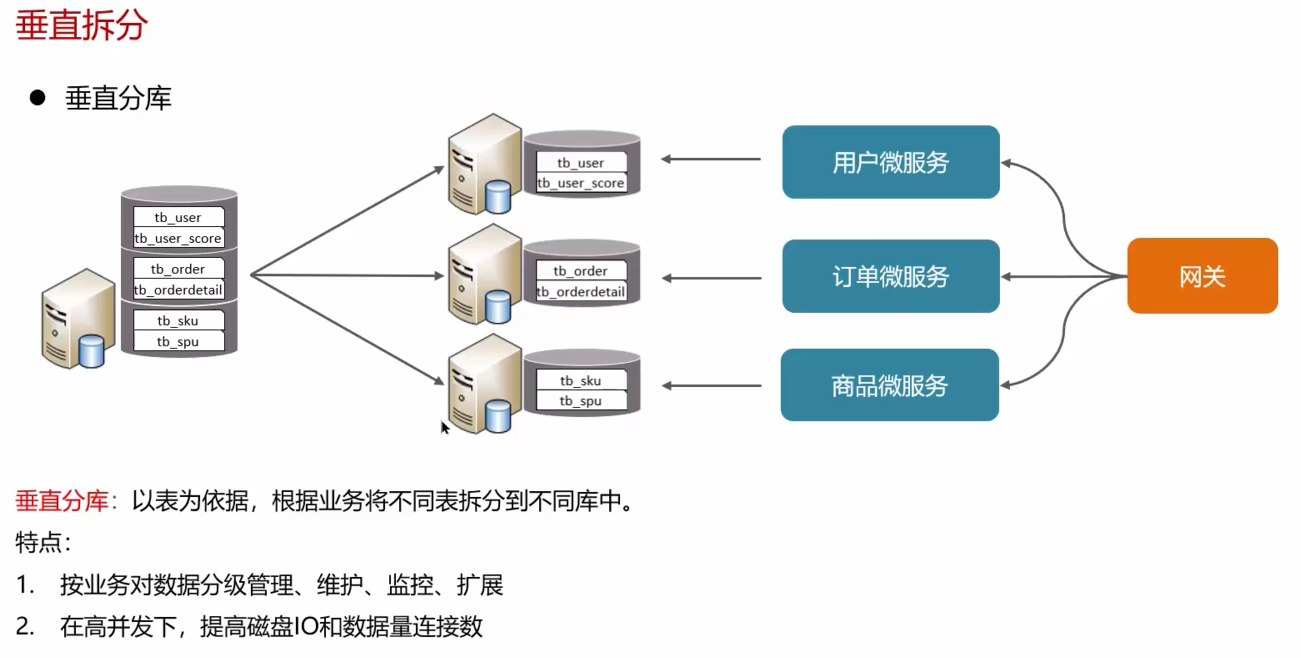 垂直拆分
● 垂直分库
tb_user
tb_user_score
tb_order
tb_orderdetail
tb_sku
tb_spu
tb_user
tb_user_score
tb_order
tb_orderdetail
tb_sku
tb_spu
用户微服务
订单微服务
商品微服务
网关
垂直分库：以表为依据，根据业务将不同表拆分到不同库中。
特点：
1. 按业务对数据分级管理、维护、监控、扩展
2. 在高并发下，提高磁盘IO和数据量连接数